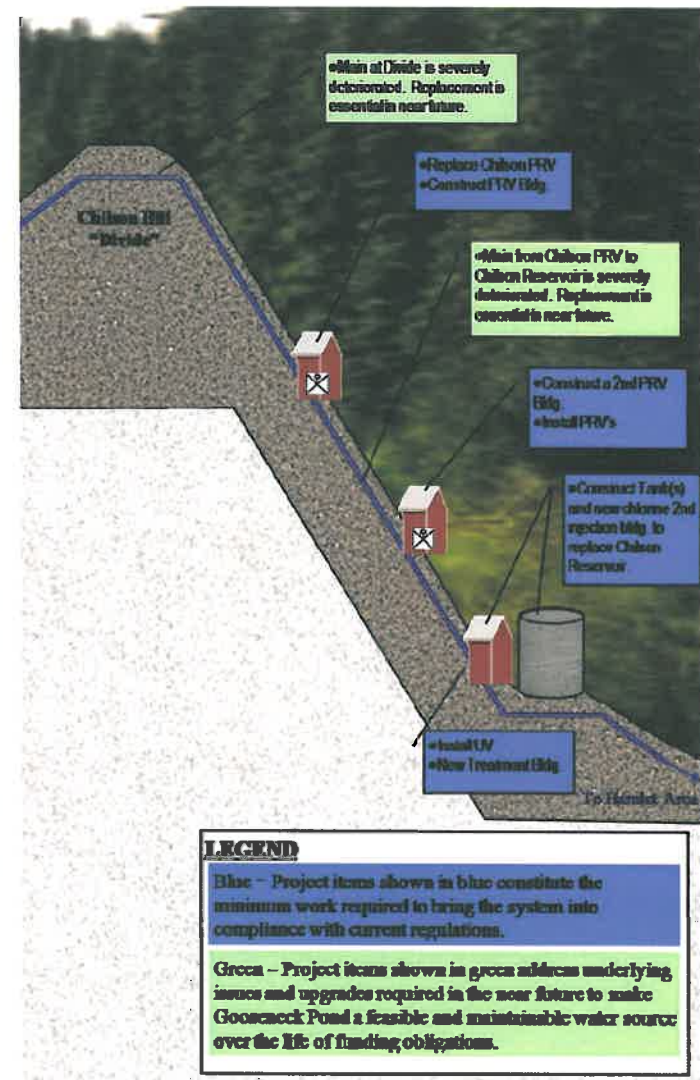 •Main at Divide is severely
deteriorated. Replacement is
essential in near future.
•Replace Chilson PRV
•Construct PRV Bldg.
Chilson Hill
"Divide"
•Main from Chilson PRV to
Chilson Reservoir is severely
deteriorated. Replacement is
essential in near future.
•Construct a 2nd PRV
Bldg.
•Install PRV's
•Construct Tank(s)
and new chlorine 2nd
injection bldg. to
replace Chilson
Reservoir
•Install UV
•New Treatment Bldg.
To Hamlet Area
LEGEND
Blue – Project items shown in blue constitute the
minimum work required to bring the system into
compliance with current regulations.
Green – Project items shown in green address underlying
issues and upgrades required in the near future to make
Gooseneck Pond a feasible and maintainable water source
over the life of funding obligations.